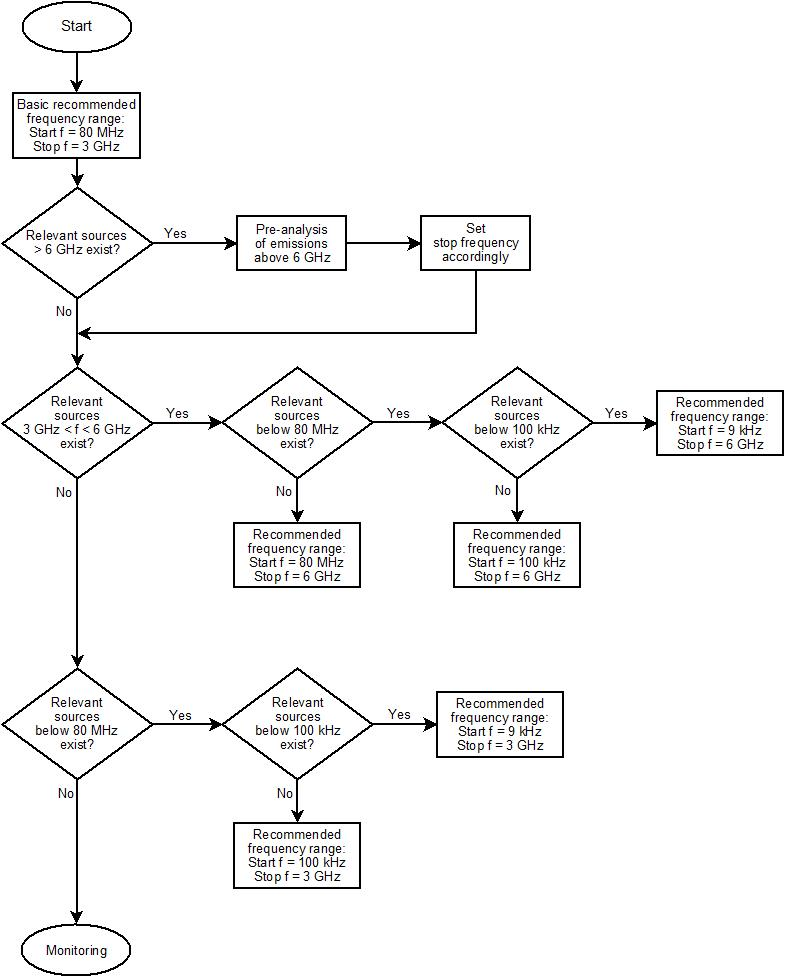 Start
Basic recommended
frequency range:
Start f = 80 MHz
Stop f = 3 GHz
Relevant sources
> 6 GHz exist?
Yes
Pre-analysis
of emissions
above 6 GHz
Set
stop frequency
accordingly
No
Relevant
sources
3 GHz < f < 6 GHz
exist?
Yes
Relevant
sources
below 80 MHz
exist?
Yes
Relevant
sources
below 100 kHz
exist?
Yes
Recommended
frequency range:
Start f = 9 kHz
Stop f = 6 GHz
No
No
No
Recommended
frequency range:
Start f = 80 MHz
Stop f = 6 GHz
Recommended
frequency range:
Start f = 100 kHz
Stop f = 6 GHz
Relevant
sources
below 80 MHz
exist?
Yes
Relevant
sources
below 100 kHz
exist?
Yes
Recommended
frequency range:
Start f = 9 kHz
Stop f = 3 GHz
No
No
Recommended
frequency range:
Start f = 100 kHz
Stop f = 3 GHz
Monitoring